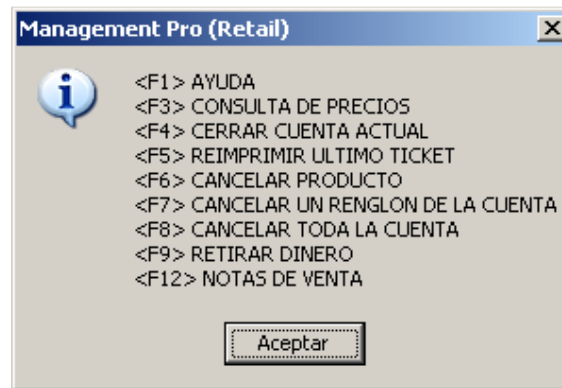 Management Pro (Retail)
<F1> AYUDA
<F3> CONSULTA DE PRECIOS
<F4> CERRAR CUENTA ACTUAL
<F5> REIMPRIMIR ULTIMO TICKET
<F6> CANCELAR PRODUCTO
<F7> CANCELAR UN RENGLON DE LA CUENTA
<F8> CANCELAR TODA LA CUENTA
<F9> RETIRAR DINERO
<F12> NOTAS DE VENTA
Aceptar